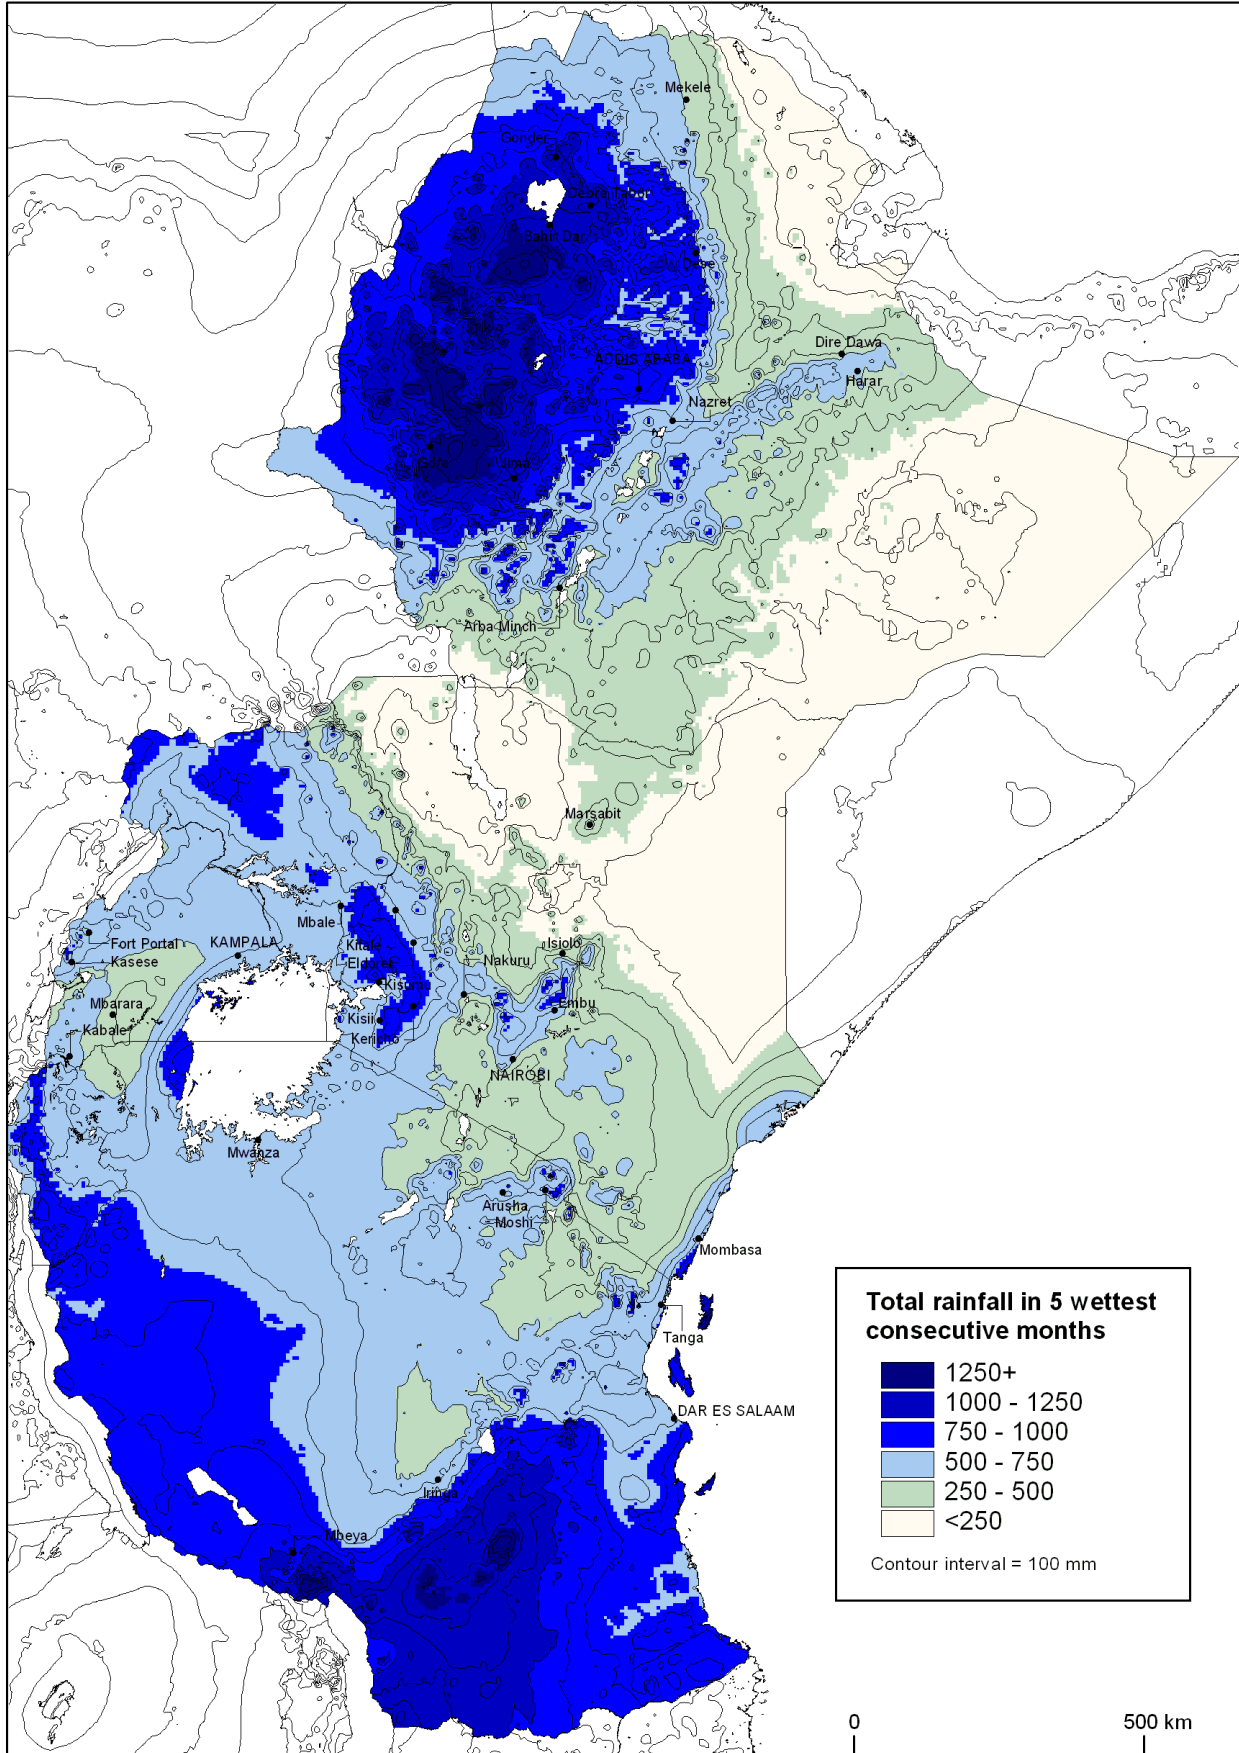 Mekele
Gonder
Debre Tabor
Bahir Dar
Dese
Dire Dawa
ADDIS ABABA
Harar
Nazret
Gore
Jima
Arba Minch
Marsabit
Mbale
Fort Portal
KAMPALA
Kitale
Isiolo
Kasese
Eldoret
Nakuru
Kisumu
Mbarara
Embu
Kisii
Kabale
Kericho
NAIROBI
Mwanza
Arusha
Moshi
Mombasa
Tanga
DAR ES SALAAM
Iringa
Mbeya
Total rainfall in 5 wettest
consecutive months
1250+
1000 - 1250
750 - 1000
500 - 750
250 - 500
<250
Contour interval = 100 mm
0 500 km